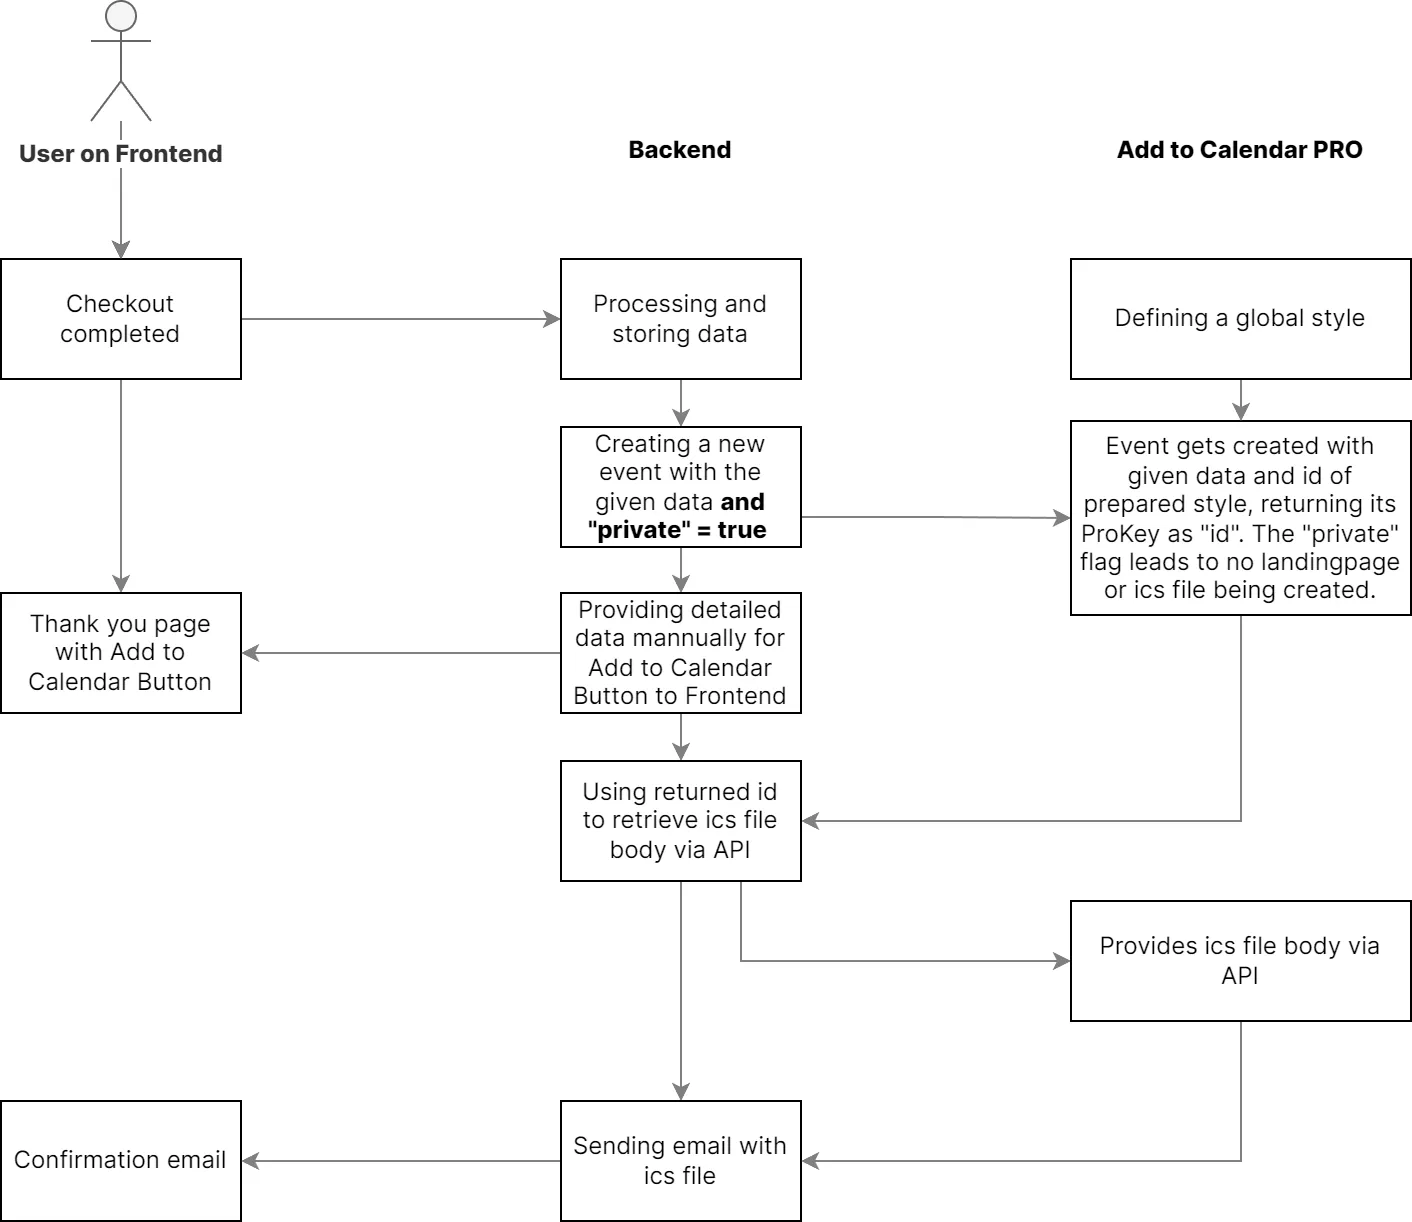 User on Frontend
Backend
Add to Calendar PRO
Checkout
completed
Processing and
storing data
Defining a global style
Creating a new
event with the
given data and
"private" = true
Event gets created with
given data and id of
prepared style, returning its
ProKey as "id". The "private"
flag leads to no landingpage
or ics file being created.
Thank you page
with Add to
Calendar Button
Providing detailed
data mannually for
Add to Calendar
Button to Frontend
Using returned id
to retrieve ics file
body via API
Provides ics file body via
API
Confirmation email
Sending email with
ics file